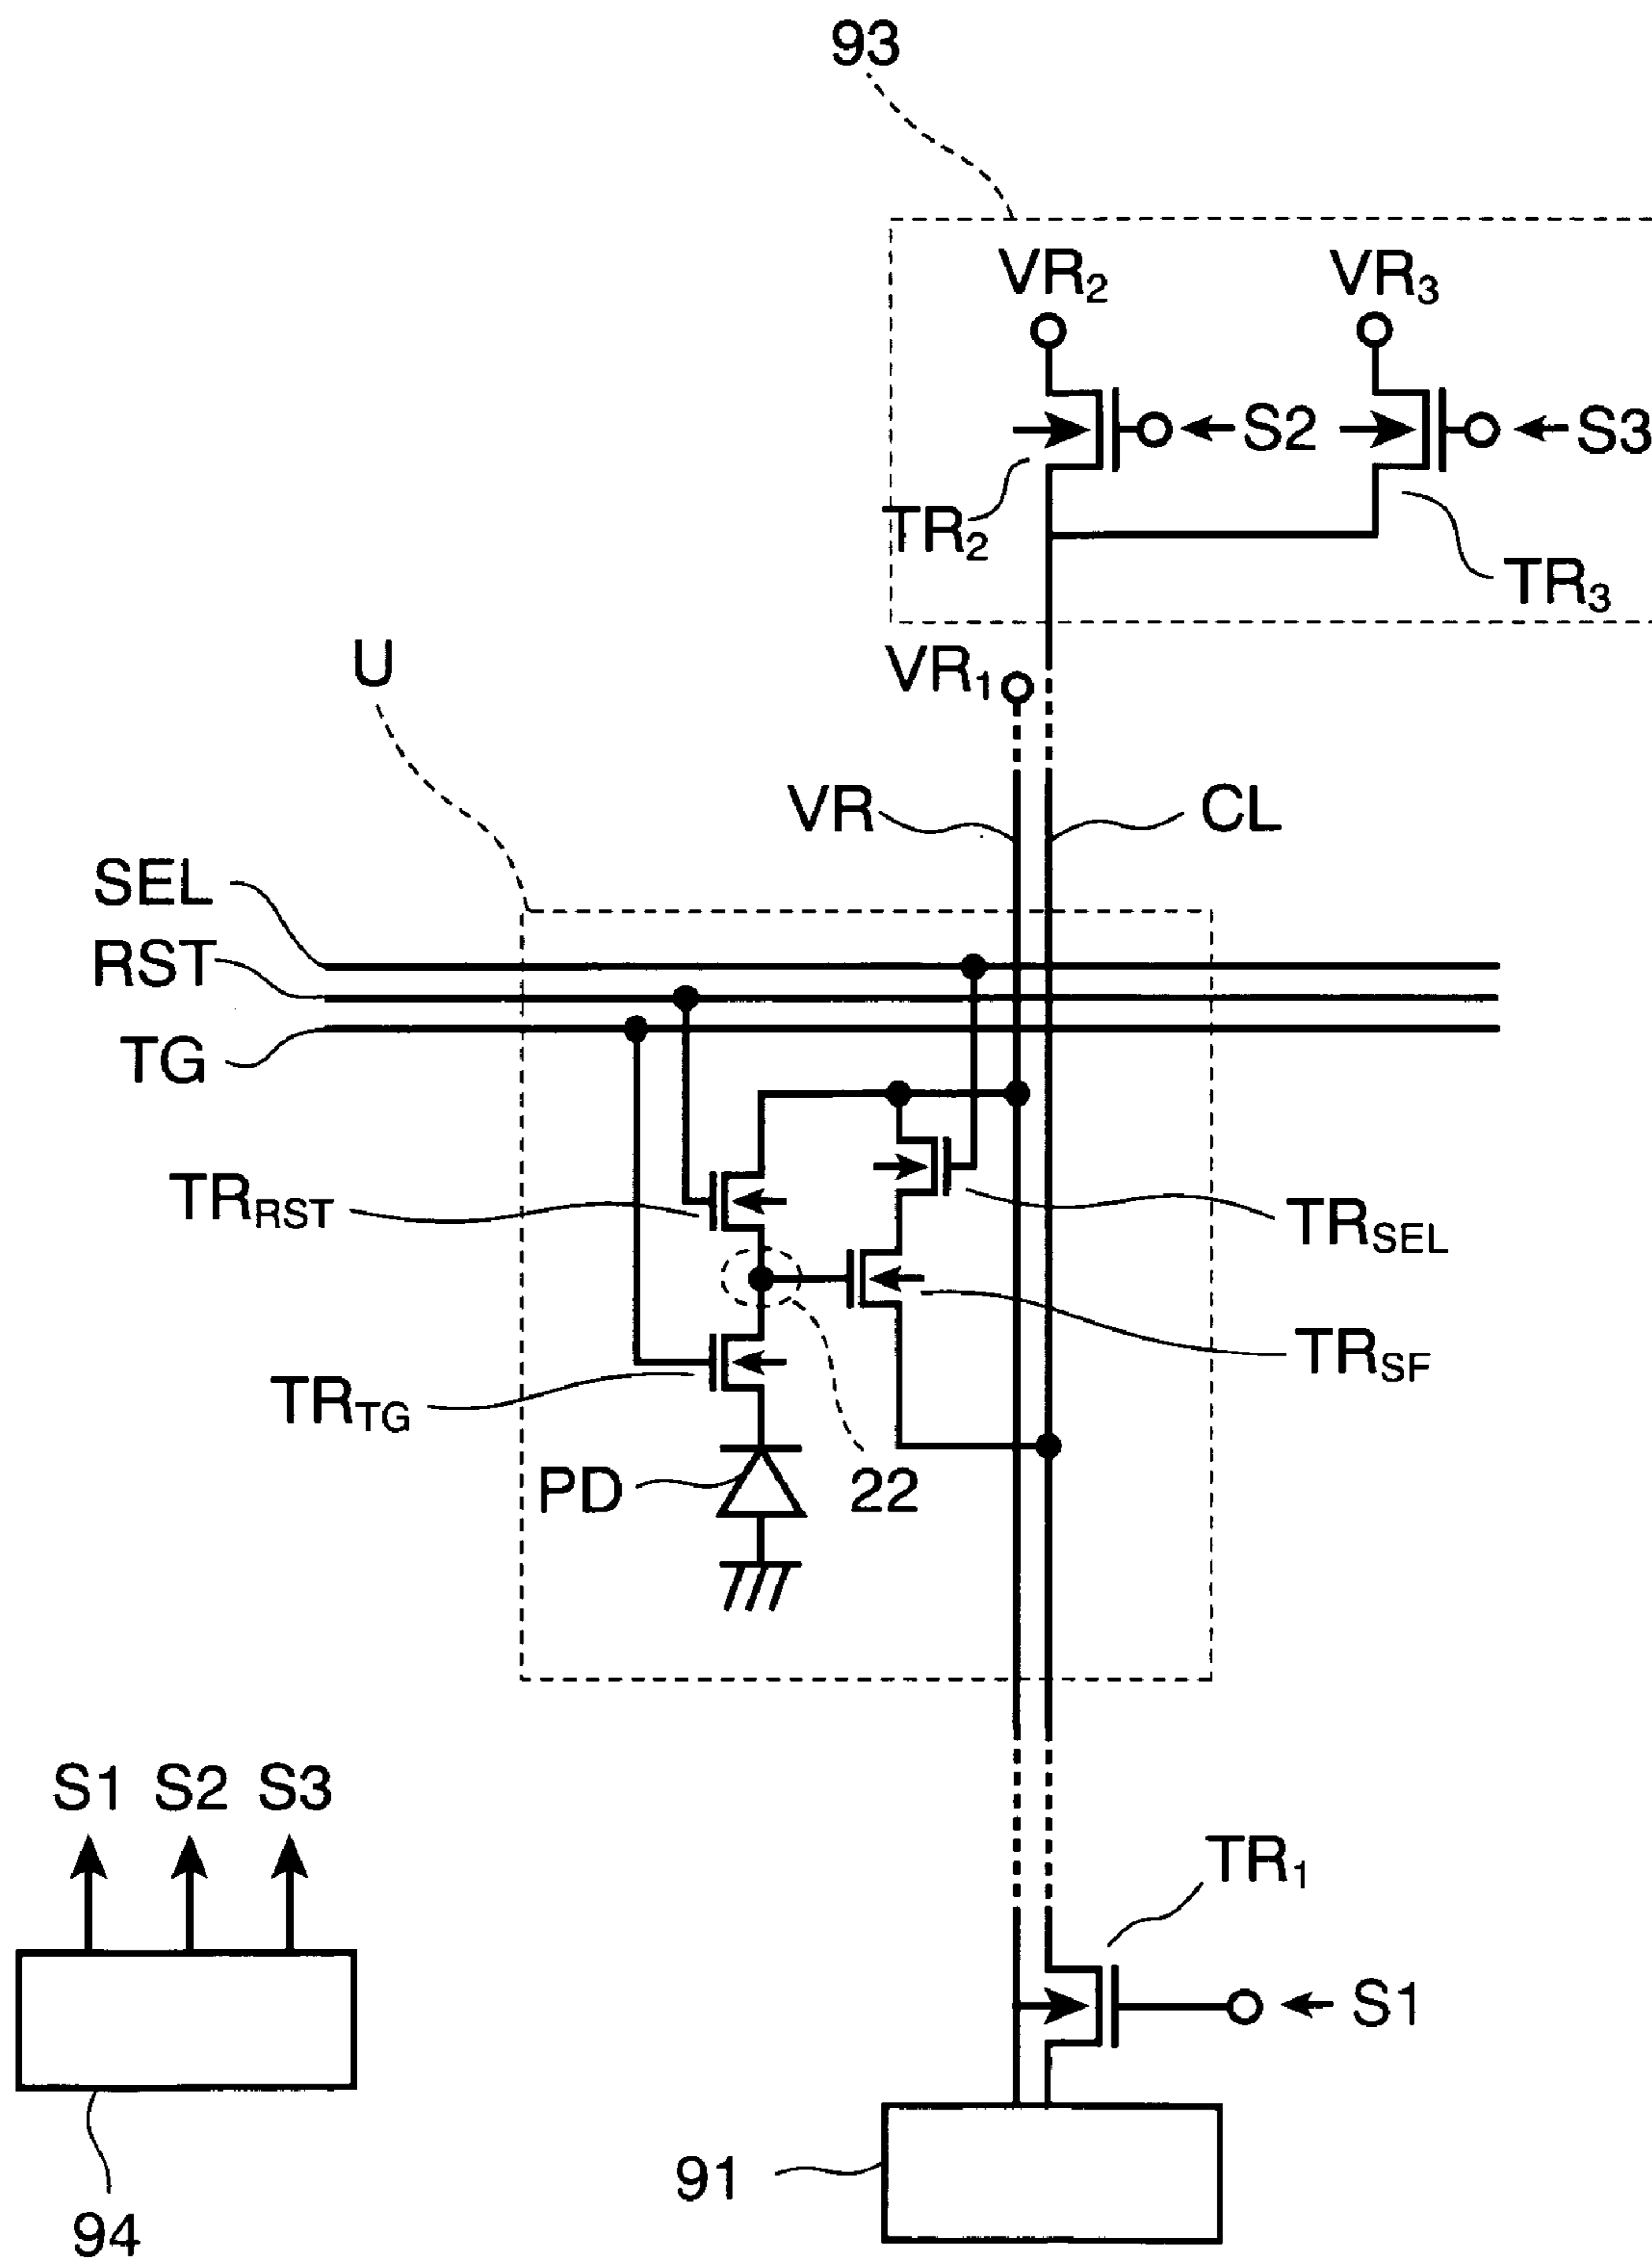 93
VR2 VR3
S2 S3
TR2
TR3
U
VR1
VR CL
SEL
RST
TG
TRRST
TRSEL
TRSF
TRTG
PD
22
S1 S2 S3
TR1
S1
91
94